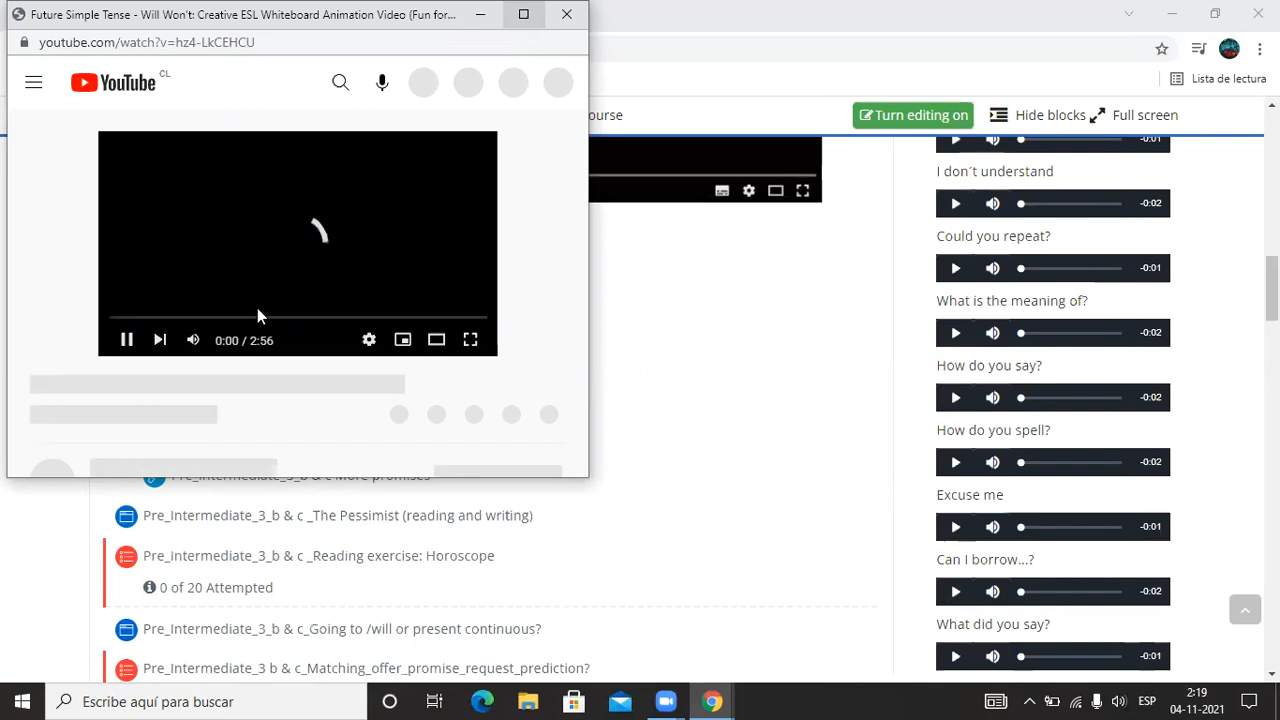 Future Simple Tense - Will Won't: Creative ESL Whiteboard Animation Video (Fun for...
youtube.com/watch?v=hz4-LkCEHCU
YouTube CL
0:00 / 2:56
Lista de lectura
ourse
Turn editing on
Hide blocks
Full screen
-0:01
I don´t understand
-0:02
Could you repeat?
-0:01
What is the meaning of?
-0:02
How do you say?
-0:02
How do you spell?
-0:02
Excuse me
-0:01
Can I borrow...?
-0:02
What did you say?
-0:01
Pre_Intermediate_3_b & c More promises
Pre_Intermediate_3_b & c _The Pessimist (reading and writing)
Pre_Intermediate_3_b & c _Reading exercise: Horoscope
0 of 20 Attempted
Pre_Intermediate_3_b & c_Going to /will or present continuous?
Pre_Intermediate_3 b & c_Matching_offer_promise_request_prediction?
Escribe aquí para buscar
ESP
2:19
04-11-2021